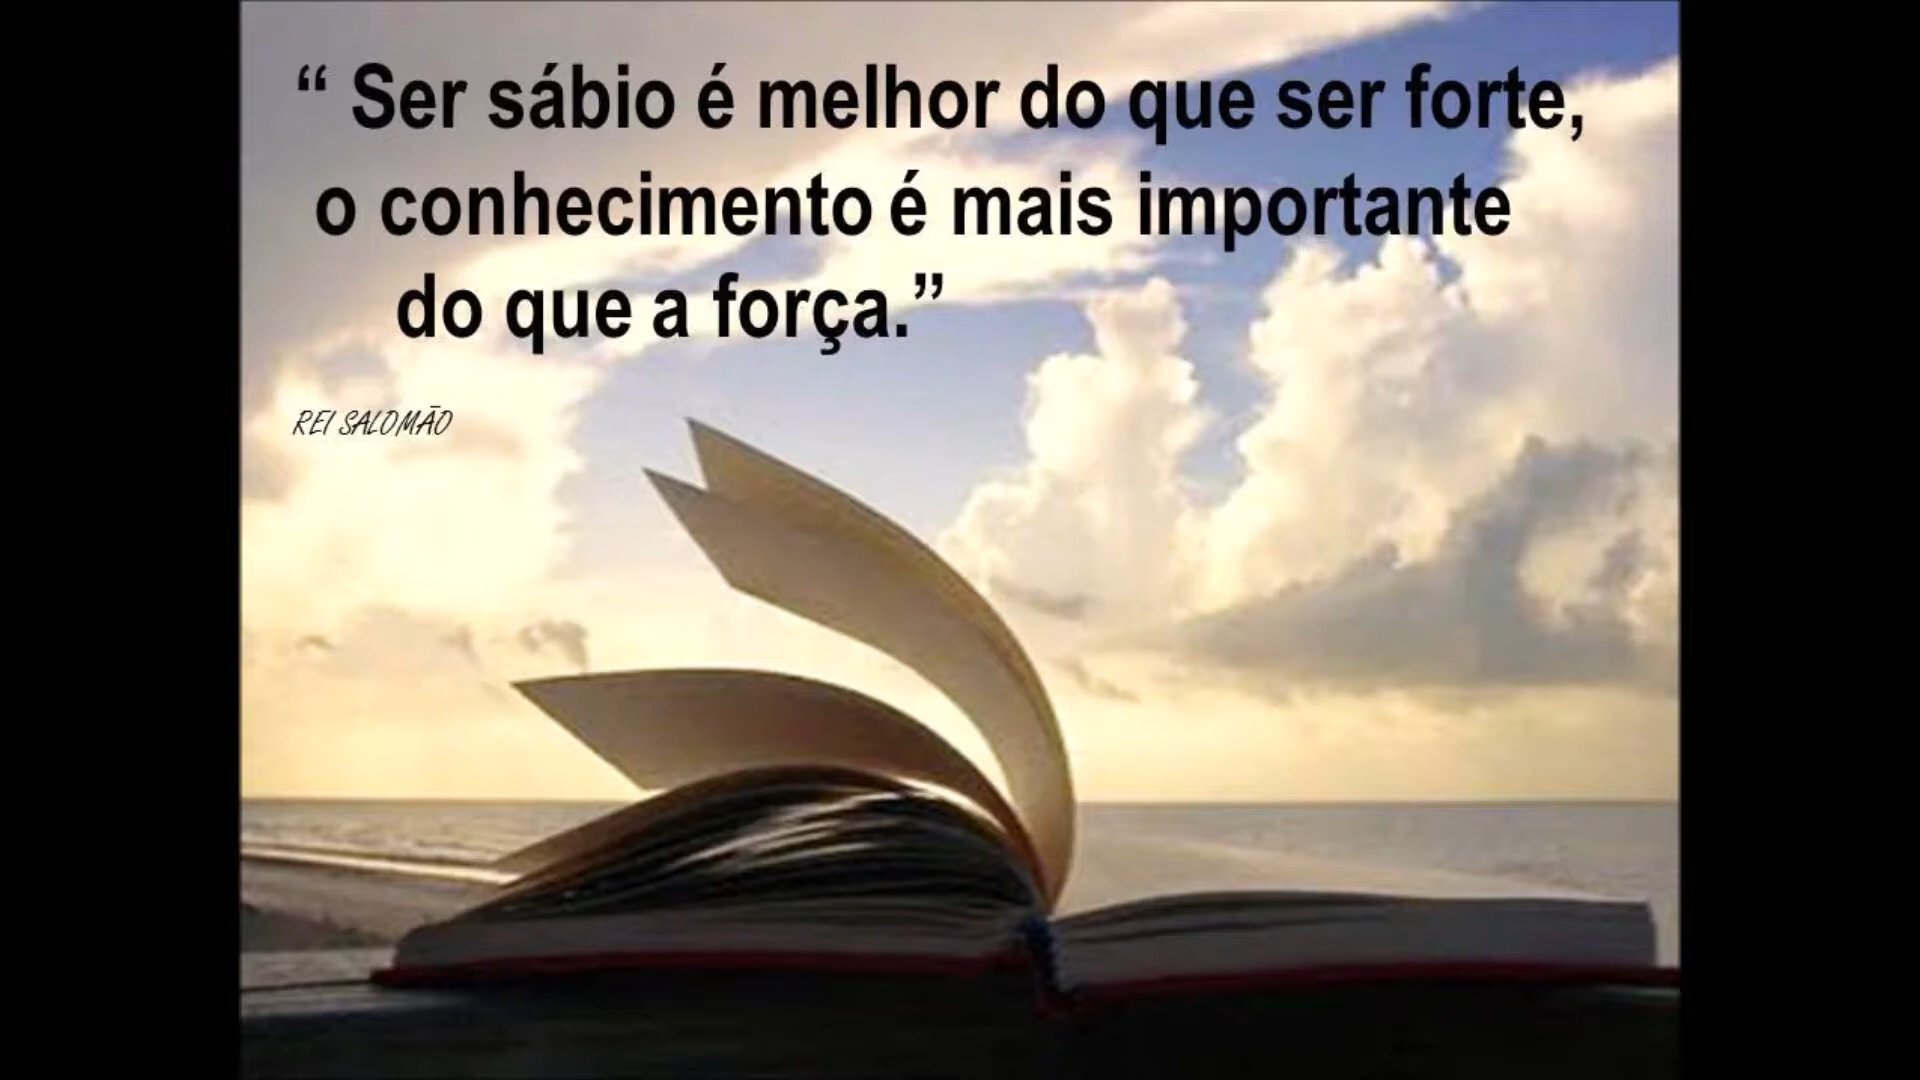 “ Ser sábio é melhor do que ser forte,
o conhecimento é mais importante
do que a força.”
REI SALOMÃO